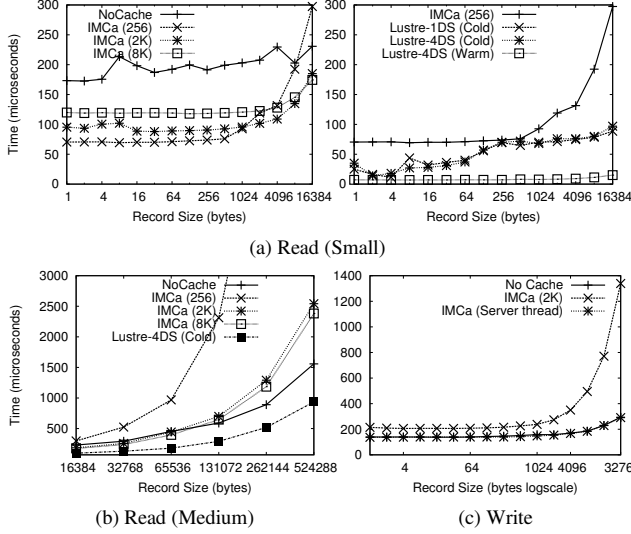 NoCache
IMCa (256)
IMCa (2K)
IMCa (8K)
300
250
200
150
100
50
0
Time (microseconds)
1 4 16 64 256 1024 4096 16384
Record Size (bytes)
IMCa (256)
Lustre-1DS (Cold)
Lustre-4DS (Cold)
Lustre-4DS (Warm)
300
250
200
150
100
50
0
1 4 16 64 256 1024 4096 16384
Record Size (bytes)
(a) Read (Small)
NoCache
IMCa (256)
IMCa (2K)
IMCa (8K)
Lustre-4DS (Cold)
3000
2500
2000
1500
1000
500
Time (microseconds)
16384 32768 65536 131072 262144 524288
Record Size (bytes)
(b) Read (Medium)
No Cache
IMCa (2K)
IMCa (Server thread)
1400
1200
1000
800
600
400
200
0
4 64 1024 4096 3276
Record Size (bytes logscale)
(c) Write